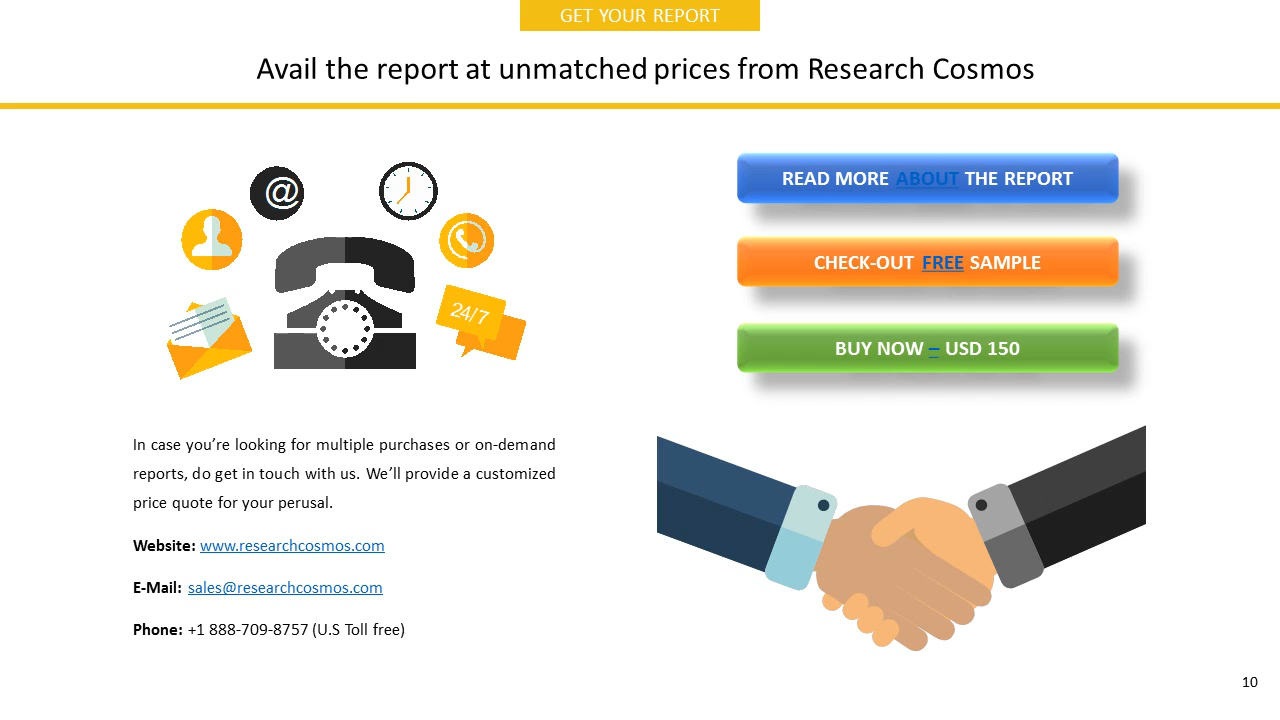 GET YOUR REPORT
Avail the report at unmatched prices from Research Cosmos
@
24/7
READ MORE ABOUT THE REPORT
CHECK-OUT FREE SAMPLE
BUY NOW – USD 150
In case you’re looking for multiple purchases or on-demand
reports, do get in touch with us. We’ll provide a customized
price quote for your perusal.
Website: www.researchcosmos.com
E-Mail: sales@researchcosmos.com
Phone: +1 888-709-8757 (U.S Toll free)
10